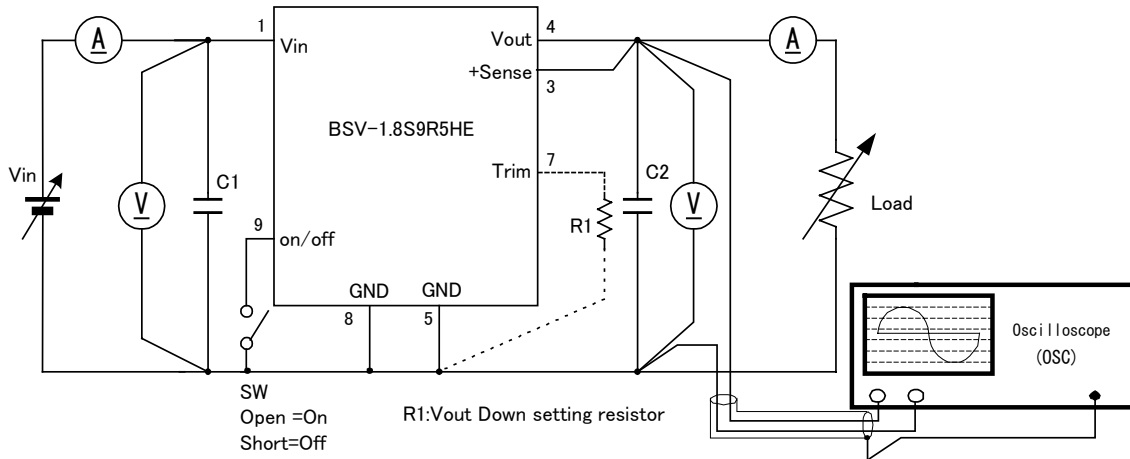 1
4
A
Vin
Vout
A
+Sense
3
BSV-1.8S9R5HE
7
Vin
C1
Trim
C2
V
V
R1
Load
9
on/off
GND
GND
8
5
Oscilloscope
(OSC)
SW
Open =On
Short=Off
R1:Vout Down setting resistor